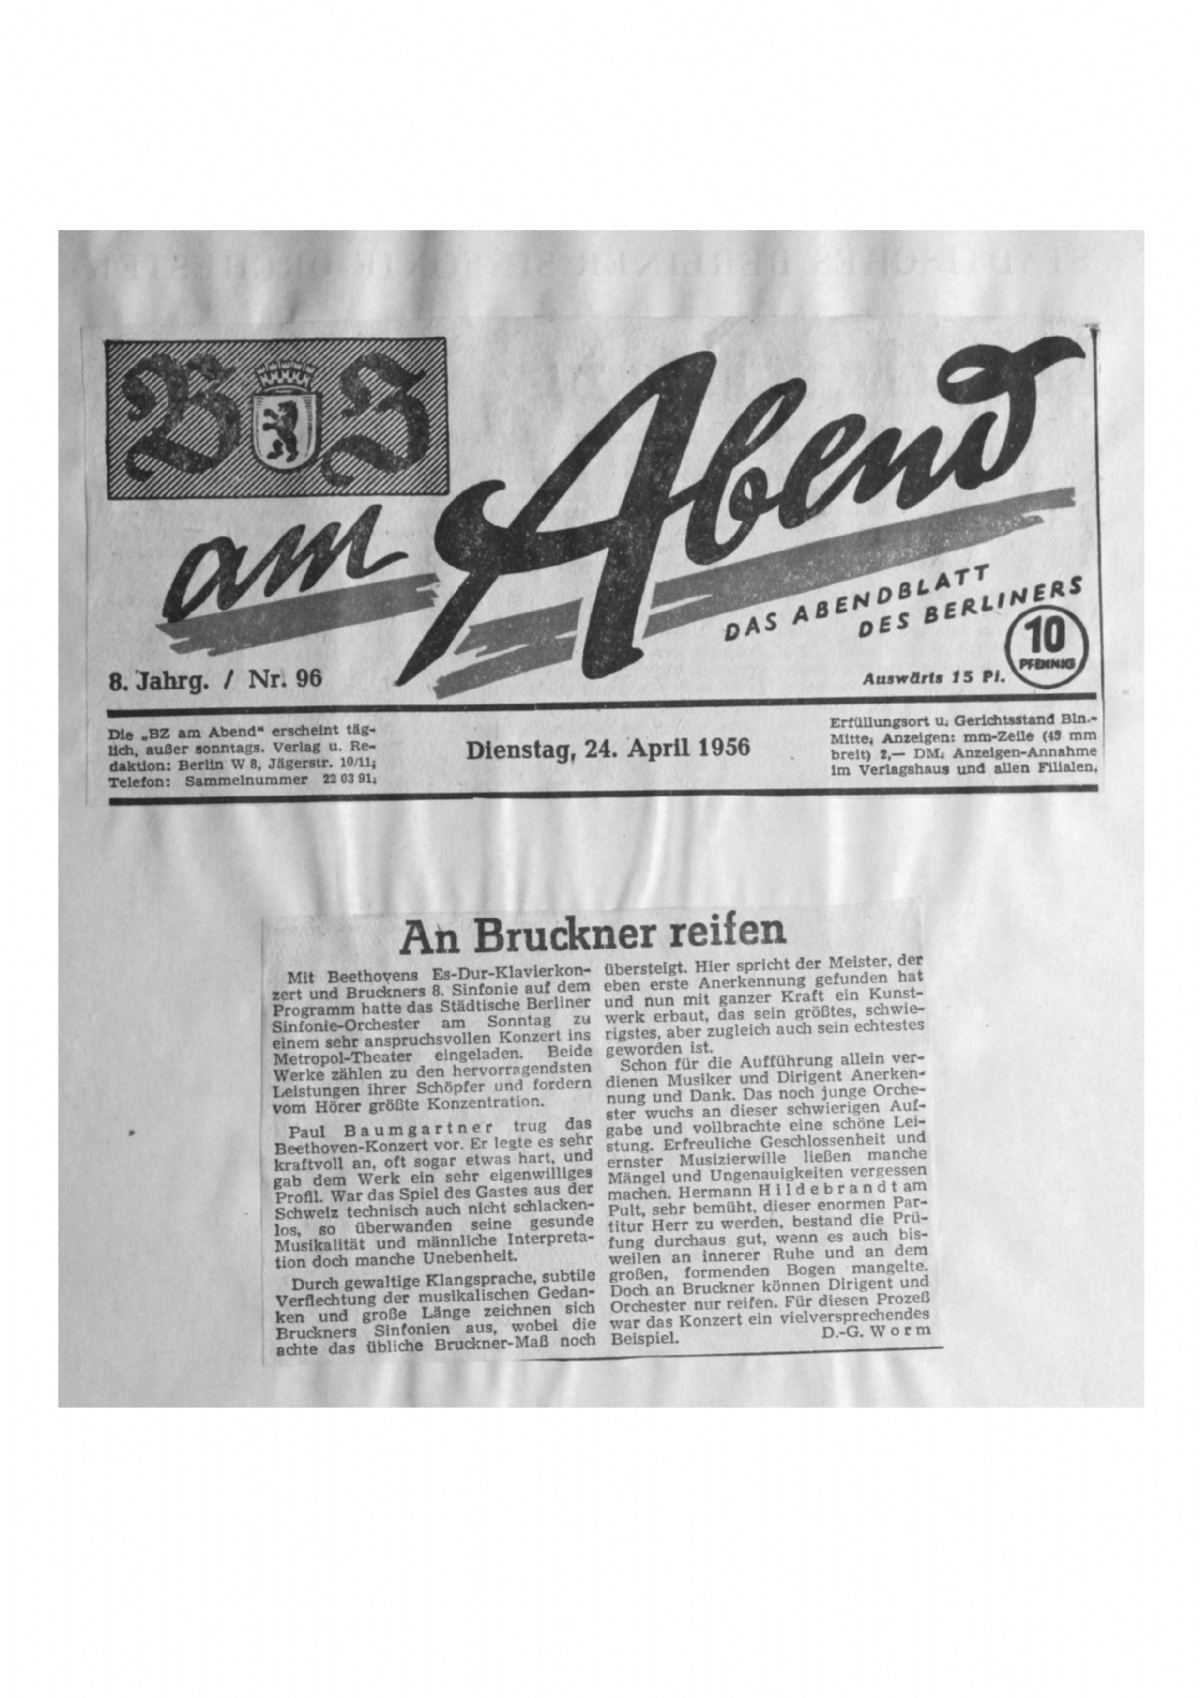 BZ
am Abend
DAS ABENDBLATT
DES BERLINERS
10
PFENNIG
8. Jahrg. / Nr. 96
Auswärts 15 Pf.
Die „BZ am Abend" erscheint täg-
lich, außer sonntags. Verlag u. Re-
daktion: Berlin W 8, Jägerstr. 10/11;
Telefon: Sammelnummer 22 03 91;
Dienstag, 24. April 1956
Erfüllungsort u. Gerichtsstand Bln.-
Mitte; Anzeigen: mm-Zeile (45 mm
breit) 2,— DM. Anzeigen-Annahme
im Verlagshaus und allen Filialen.
An Bruckner reifen
Mit Beethovens Es-Dur-Klavierkon-
zert und Bruckners 8. Sinfonie auf dem
Programm hatte das Städtische Berliner
Sinfonie-Orchester am Sonntag zu
einem sehr anspruchsvollen Konzert ins
Metropol-Theater eingeladen. Beide
Werke zählen zu den hervorragendsten
Leistungen ihrer Schöpfer und fordern
vom Hörer größte Konzentration.
Paul Baumgartner trug das
Beethoven-Konzert vor. Er legte es sehr
kraftvoll an, oft sogar etwas hart, und
gab dem Werk ein sehr eigenwilliges
Profil. War das Spiel des Gastes aus der
Schweiz technisch auch nicht schlacken-
los, so überwanden seine gesunde
Musikalität und männliche Interpreta-
tion doch manche Unebenheit.
Durch gewaltige Klangsprache, subtile
Verflechtung der musikalischen Gedan-
ken und große Länge zeichnen sich
Bruckners Sinfonien aus, wobei die
achte das übliche Bruckner-Maß noch
übersteigt. Hier spricht der Meister, der
eben erste Anerkennung gefunden hat
und nun mit ganzer Kraft ein Kunst-
werk erbaut, das sein größtes, schwie-
rigstes, aber zugleich auch sein echtestes
geworden ist.
Schon für die Aufführung allein ver-
dienen Musiker und Dirigent Anerken-
nung und Dank. Das noch junge Orche-
ster wuchs an dieser schwierigen Auf-
gabe und vollbrachte eine schöne Lei-
stung. Erfreuliche Geschlossenheit und
ernster Musizierwille ließen manche
Mängel und Ungenauigkeiten vergessen
machen. Hermann Hildebrandt am
Pult, sehr bemüht, dieser enormen Par-
titur Herr zu werden, bestand die Prü-
fung durchaus gut, wenn es auch bis-
weilen an innerer Ruhe und an dem
großen, formenden Bogen mangelte.
Doch an Bruckner können Dirigent und
Orchester nur reifen. Für diesen Prozeß
war das Konzert ein vielversprechendes
Beispiel. D.-G. Worm